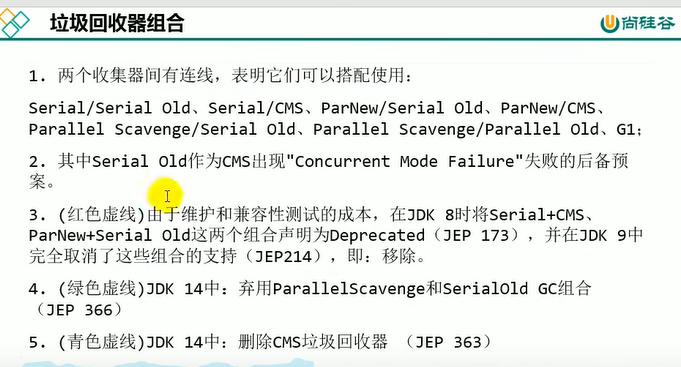 垃圾回收器组合
尚硅谷
1. 两个收集器间有连线，表明它们可以搭配使用：
Serial/Serial Old、Serial/CMS、ParNew/Serial Old、ParNew/CMS、
Parallel Scavenge/Serial Old、Parallel Scavenge/Parallel Old、G1；
2. 其中Serial Old作为CMS出现"Concurrent Mode Failure"失败的后备预
案。
3. (红色虚线)由于维护和兼容性测试的成本，在JDK 8时将Serial+CMS、
ParNew+Serial Old这两个组合声明为Deprecated（JEP 173），并在JDK 9中
完全取消了这些组合的支持（JEP214），即：移除。
4. (绿色虚线)JDK 14中：弃用ParallelScavenge和SerialOld GC组合
（JEP 366）
5. (青色虚线)JDK 14中：删除CMS垃圾回收器 （JEP 363）